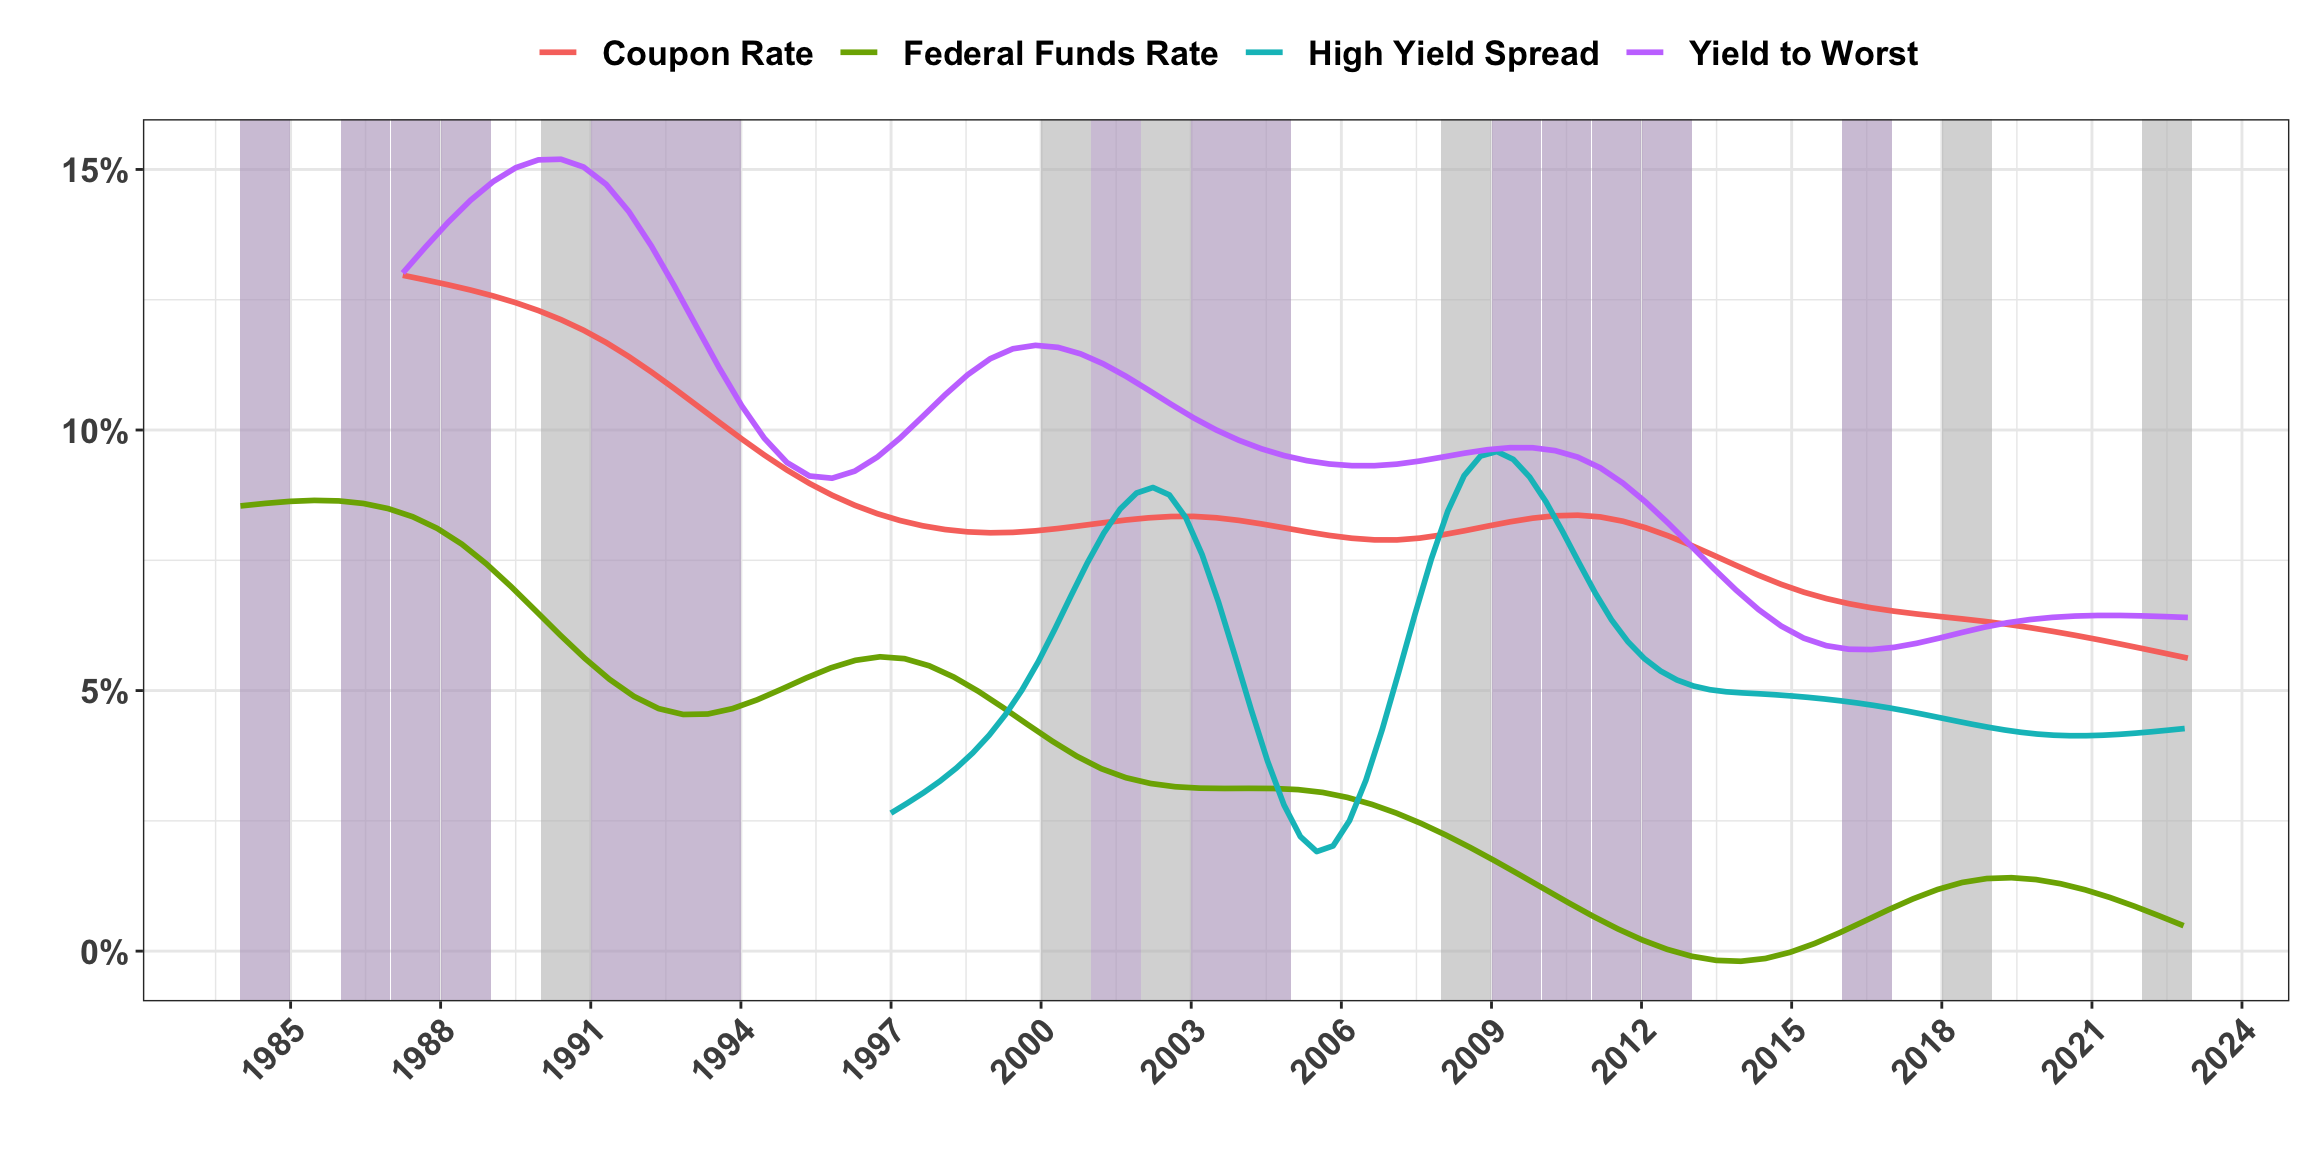 Coupon Rate Federal Funds Rate High Yield Spread Yield to Worst
15%
10%
5%
0%
1985 1988 1991 1994 1997 2000 2003 2006 2009 2012 2015 2018 2021 2024